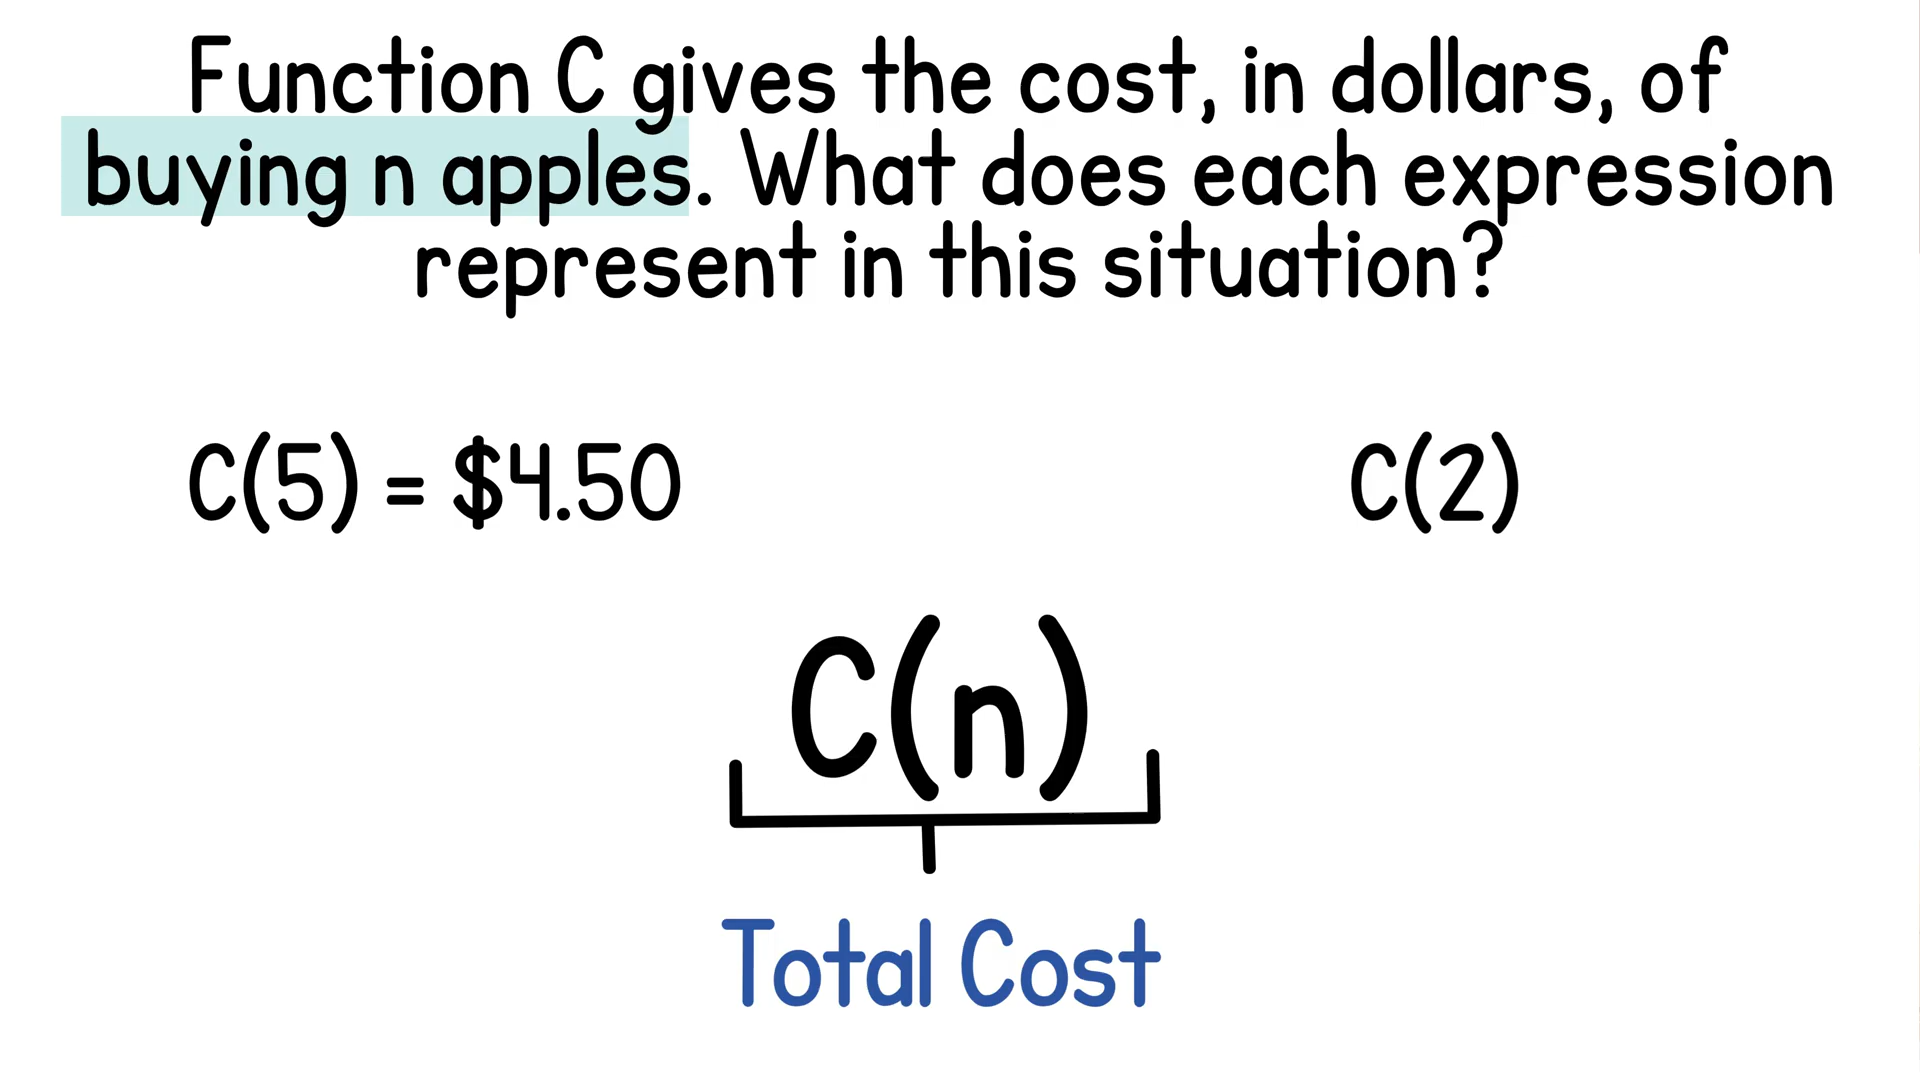 Function C gives the cost, in dollars, of
buying n apples. What does each expression
represent in this situation?
C(5) = $4.50
C(2)
C(n)
Total Cost